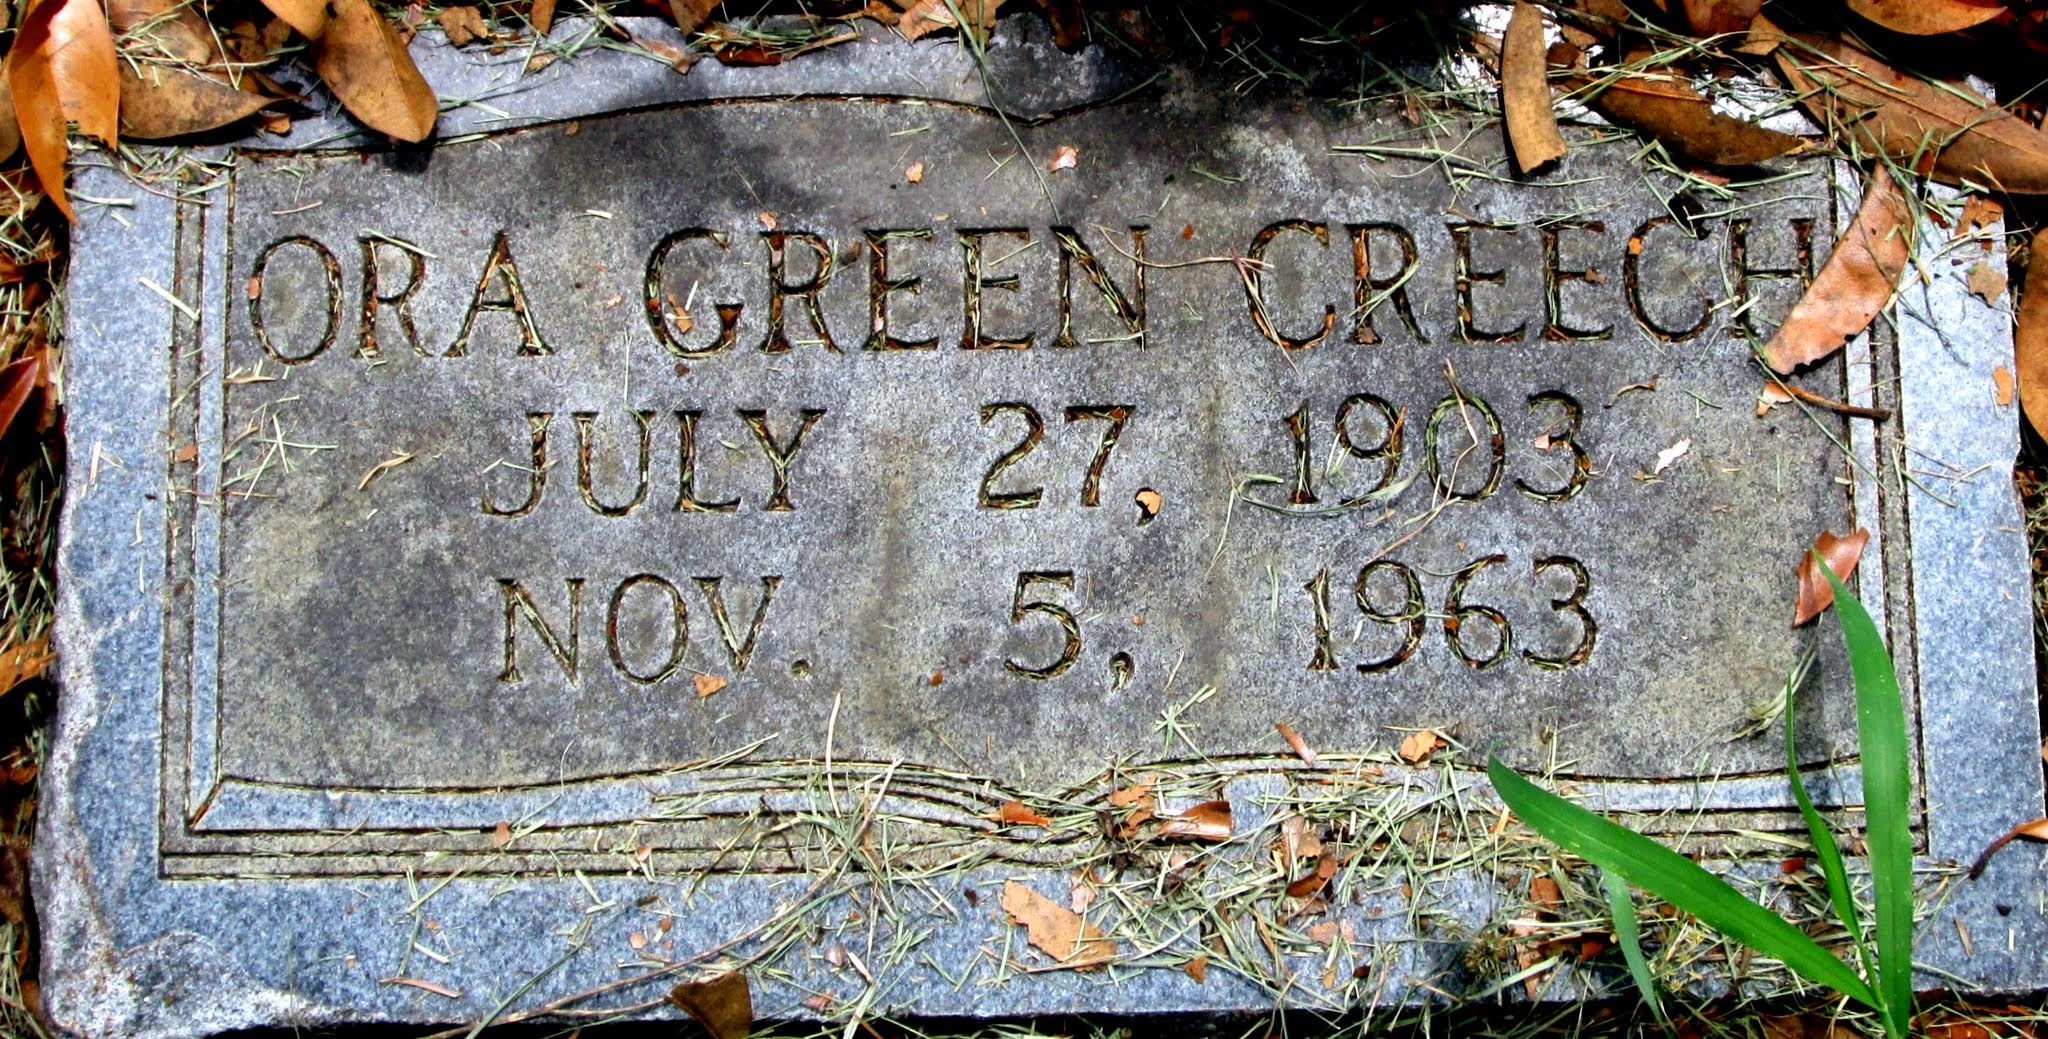 ORA GREEN CREECH
JULY 27, 1903
NOV. 5, 1963